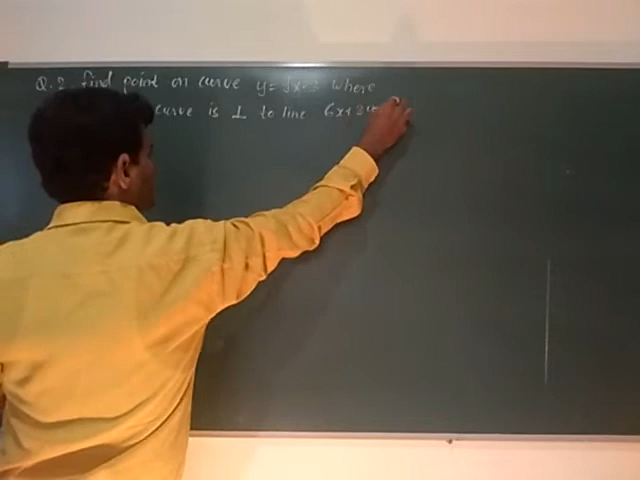 Q.2 find point on curve y = √x-3 where
curve is ⊥ to line 6x+3y